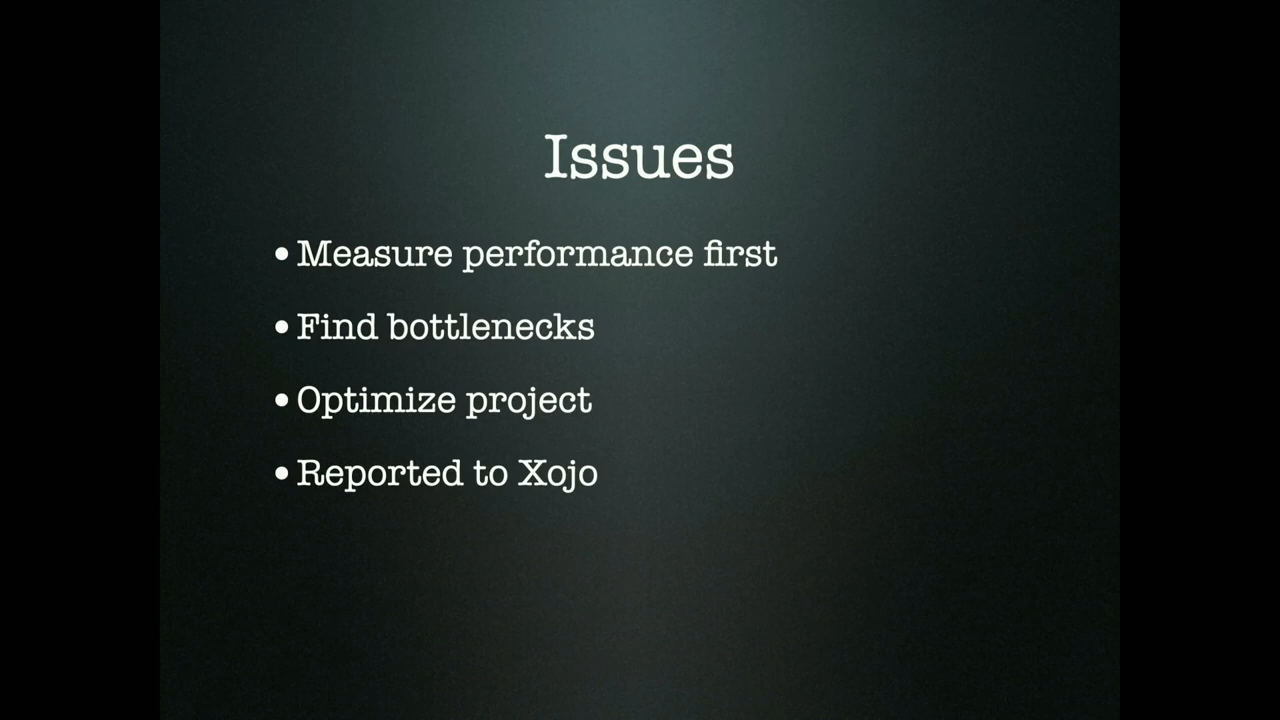 Issues
• Measure performance first
• Find bottlenecks
• Optimize project
• Reported to Xojo